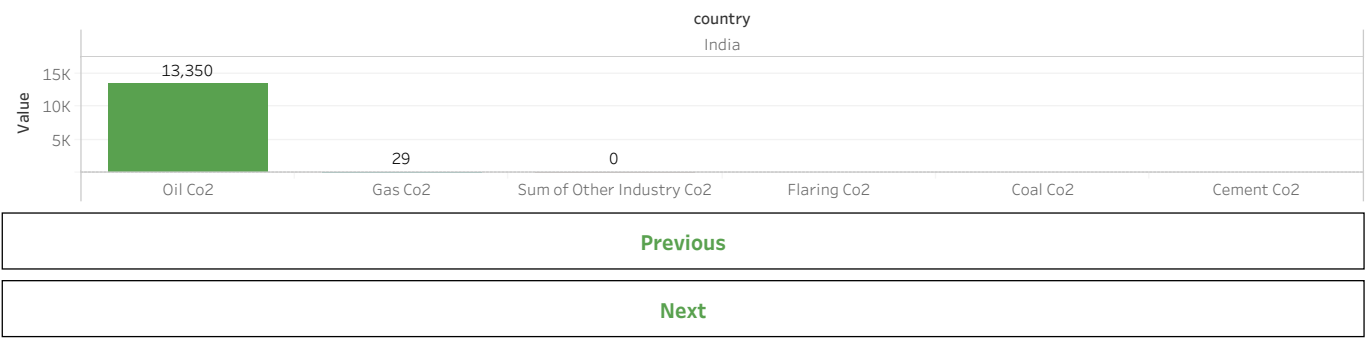 country
India
13,350
15K
10K
5K
Value
29
0
Oil Co2
Gas Co2
Sum of Other Industry Co2
Flaring Co2
Coal Co2
Cement Co2
Previous
Next